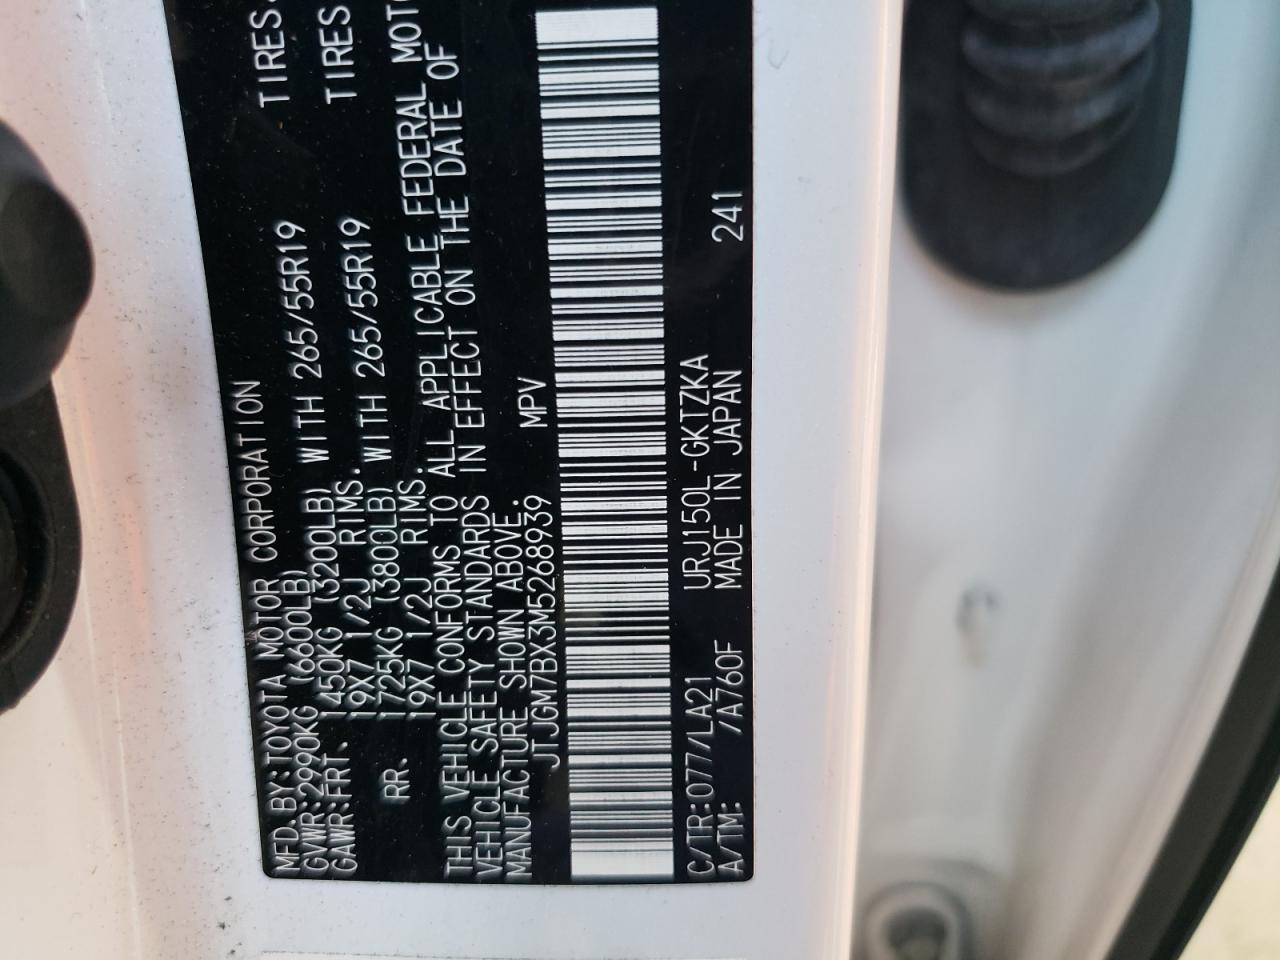 MFD.BY:TOYOTA MOTOR CORPORATION
GVWR:2990KG (6600LB)
GAWR:FRT. 1450KG (3200LB) WITH 265/55R19 TIRES
19X7 1/2J RIMS.
RR. 1725KG (3800LB) WITH 265/55R19 TIRES
19X7 1/2J RIMS.
THIS VEHICLE CONFORMS TO ALL APPLICABLE FEDERAL
VEHICLE SAFETY STANDARDS IN EFFECT ON THE DATE OF
MANUFACTURE SHOWN ABOVE.
JTJGM7BX3M5268939 MPV
C/TR:077/LA21 URJ150L-GKTZKA 241
A/TM: /A760F MADE IN JAPAN